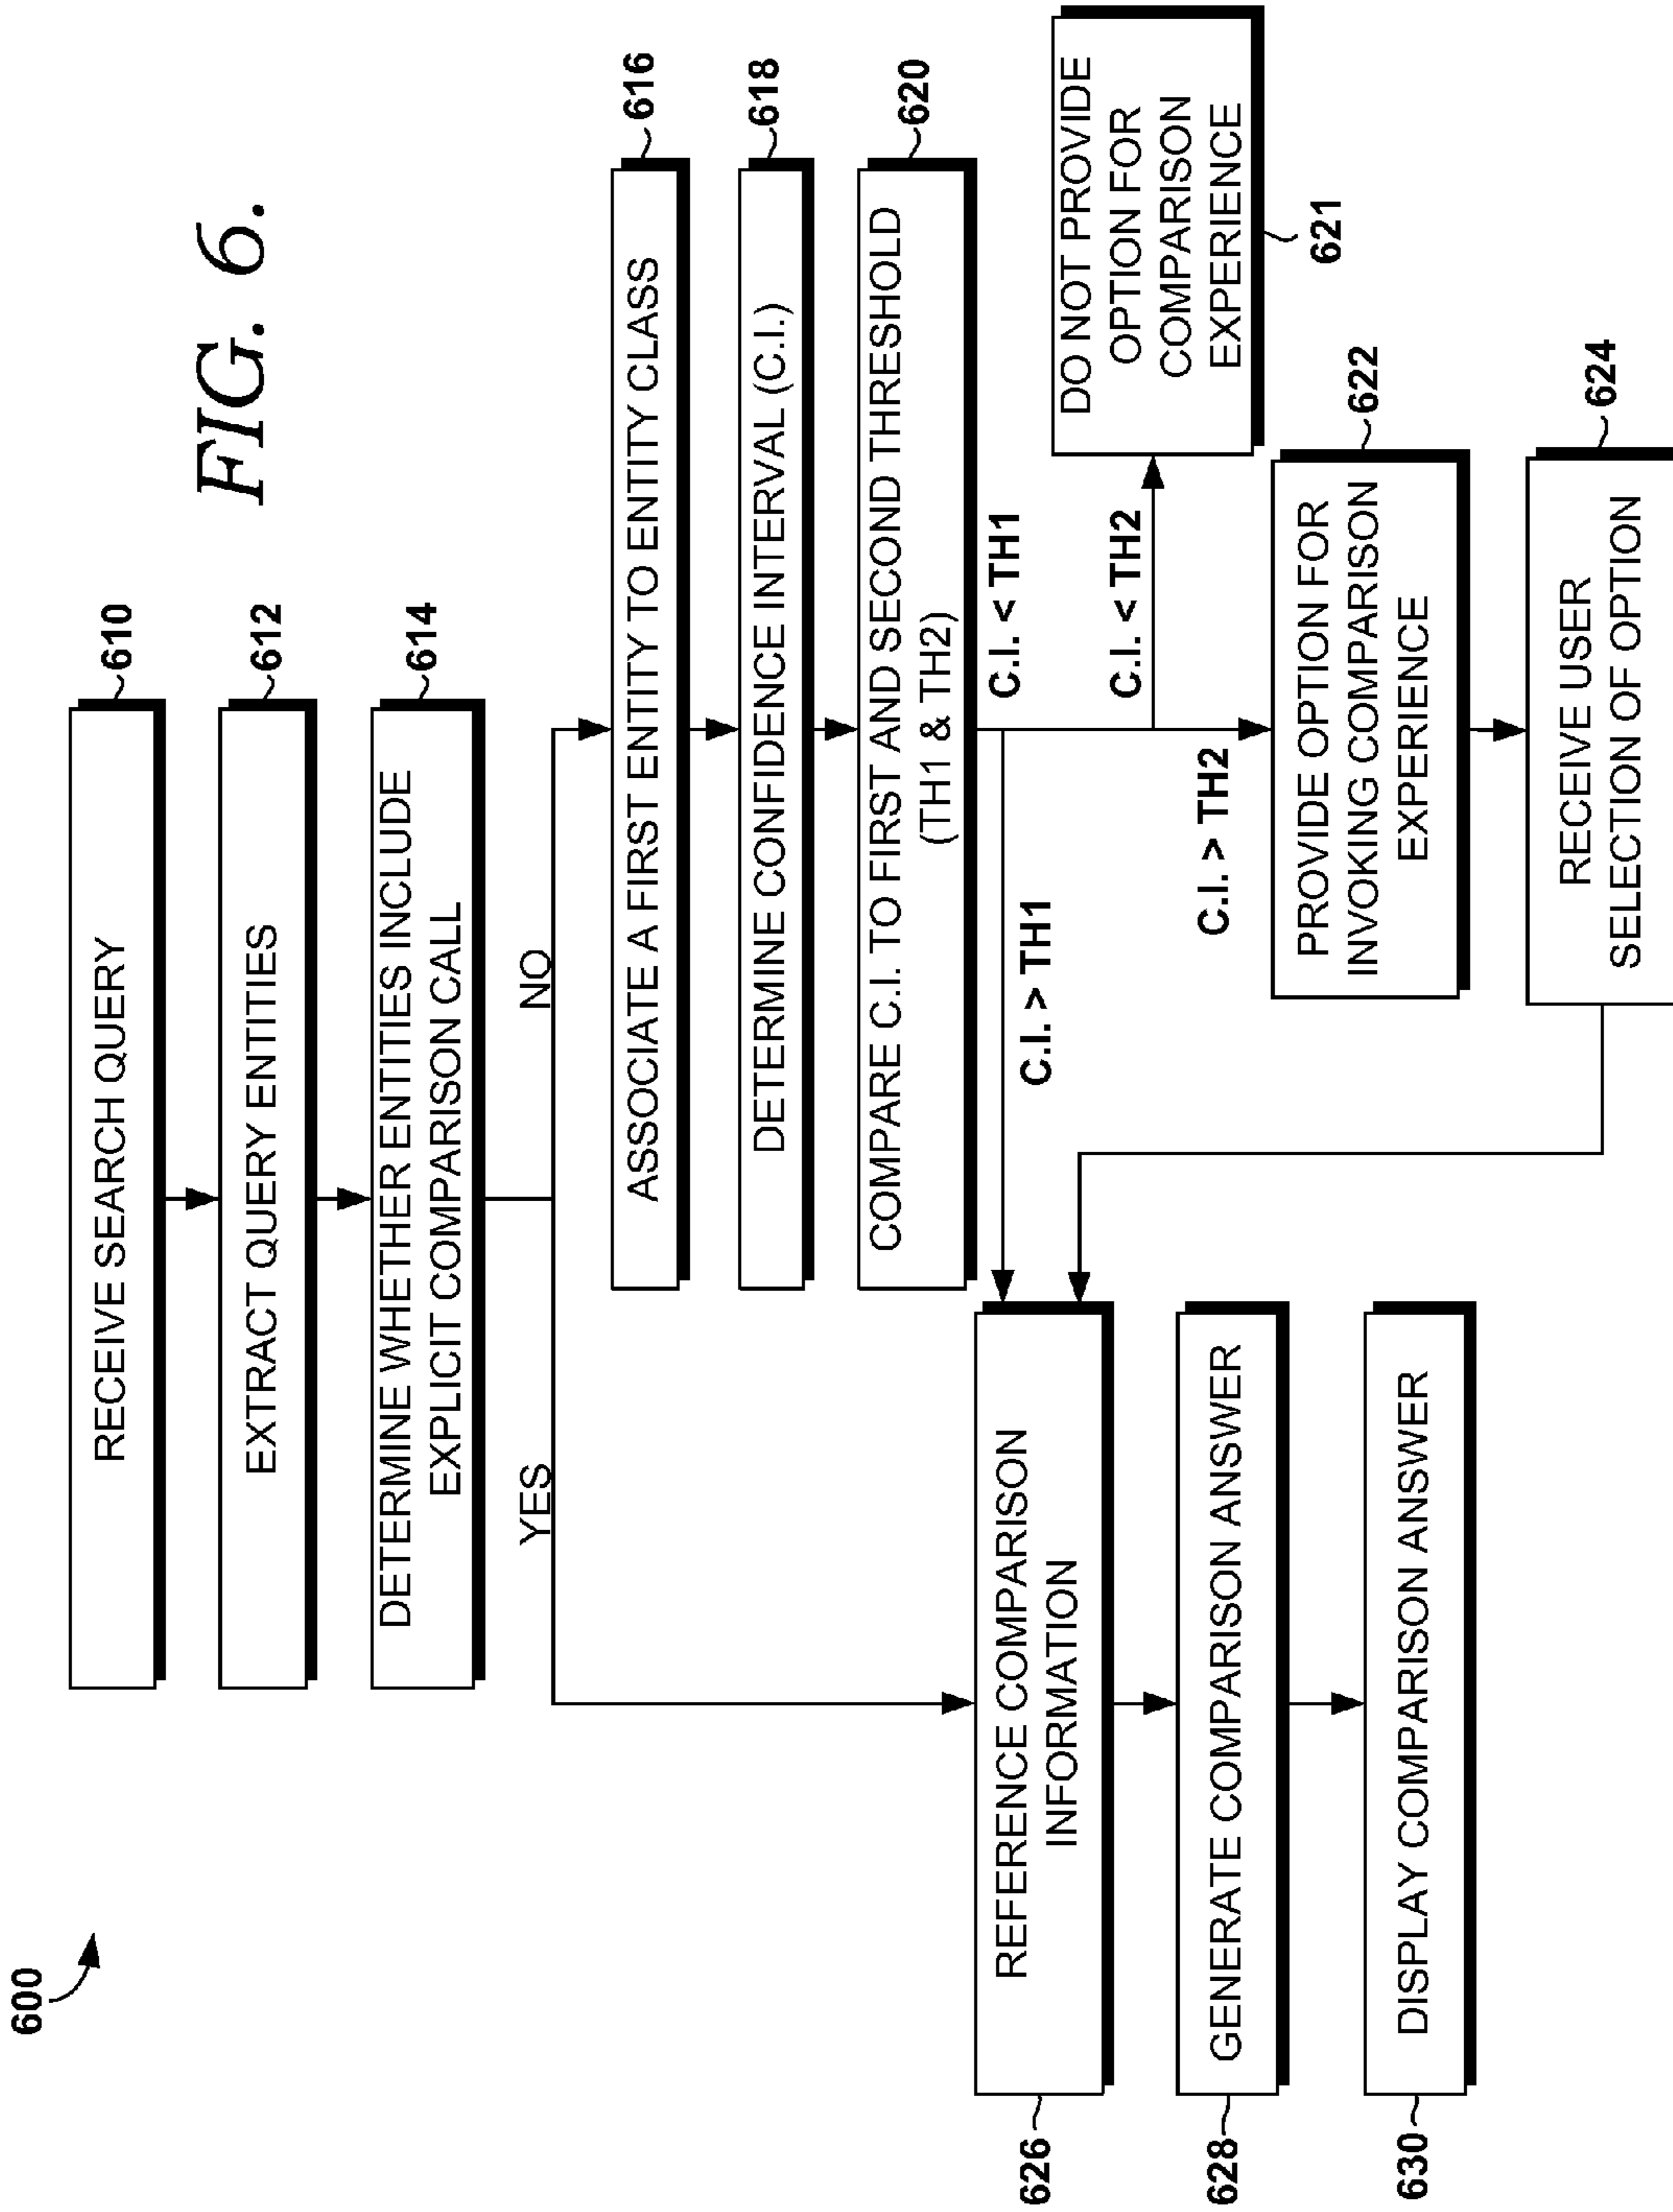 600
FIG. 6.
RECEIVE SEARCH QUERY
610
EXTRACT QUERY ENTITIES
612
DETERMINE WHETHER ENTITIES INCLUDE
EXPLICIT COMPARISON CALL
614
YES
NO
ASSOCIATE A FIRST ENTITY TO ENTITY CLASS
616
DETERMINE CONFIDENCE INTERVAL (C.I.)
618
COMPARE C.I. TO FIRST AND SECOND THRESHOLD
(TH1 & TH2)
620
C.I. > TH1
C.I. < TH1
C.I. < TH2
DO NOT PROVIDE
OPTION FOR
COMPARISON
EXPERIENCE
621
C.I. > TH2
PROVIDE OPTION FOR
INVOKING COMPARISON
EXPERIENCE
622
RECEIVE USER
SELECTION OF OPTION
624
REFERENCE COMPARISON
INFORMATION
626
GENERATE COMPARISON ANSWER
628
DISPLAY COMPARISON ANSWER
630